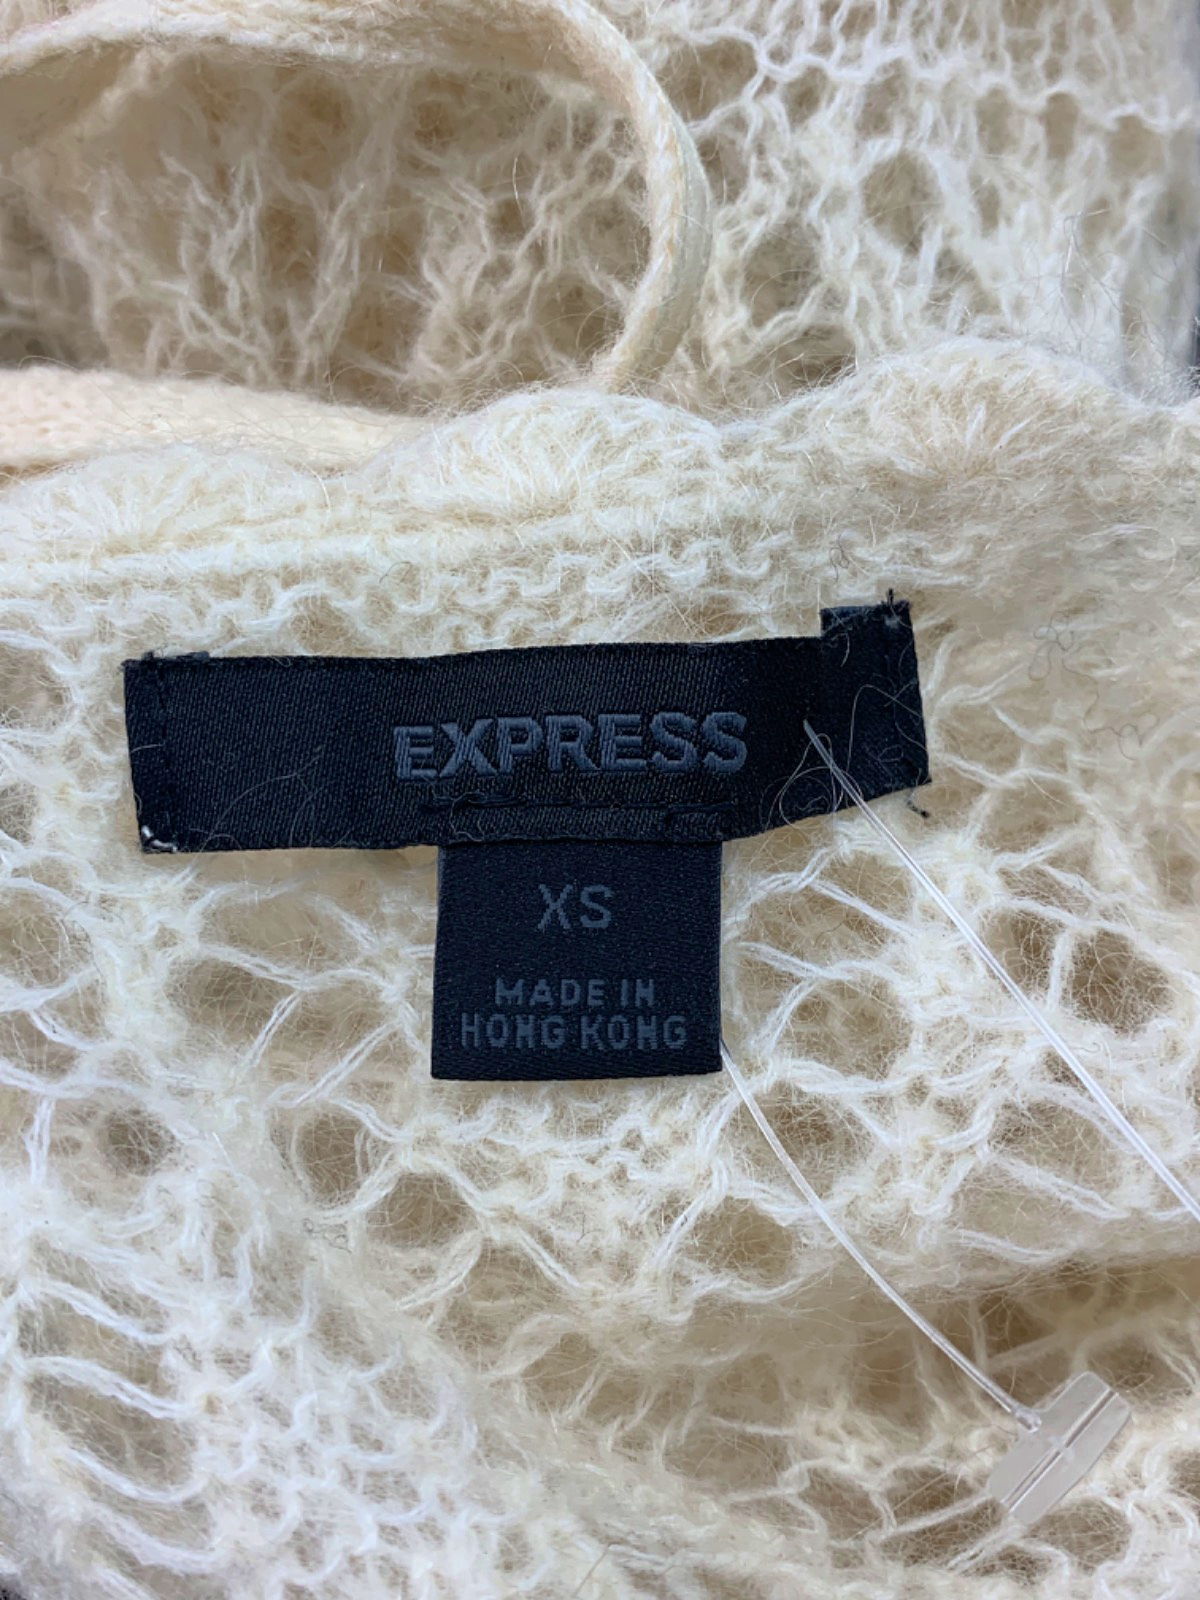 EXPRESS
XS
MADE IN
HONG KONG